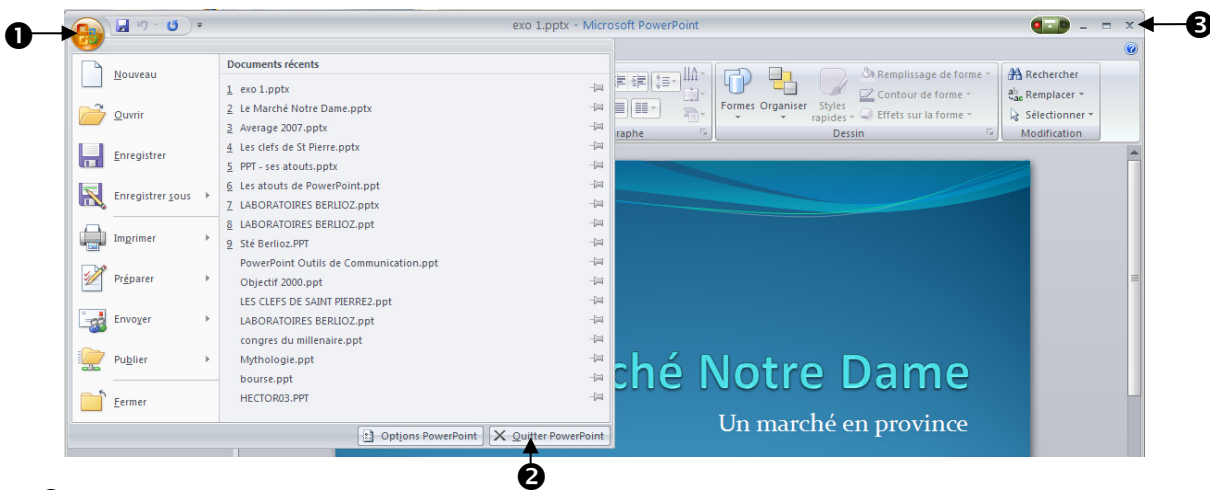 exo 1.pptx - Microsoft PowerPoint
❶
❸
Nouveau
Ouvrir
Enregistrer
Enregistrer sous
Imprimer
Préparer
Envoyer
Publier
Fermer
Documents récents
1 exo 1.pptx
2 Le Marché Notre Dame.pptx
3 Average 2007.pptx
4 Les clefs de St Pierre.pptx
5 PPT - ses atouts.pptx
6 Les atouts de PowerPoint.ppt
7 LABORATOIRES BERLIOZ.pptx
8 LABORATOIRES BERLIOZ.ppt
9 Sté Berlioz.PPT
PowerPoint Outils de Communication.ppt
Objectif 2000.ppt
LES CLEFS DE SAINT PIERRE2.ppt
LABORATOIRES BERLIOZ.ppt
congres du millenaire.ppt
Mythologie.ppt
bourse.ppt
HECTOR03.PPT
Options PowerPoint
Quitter PowerPoint
❷
raphe
Formes
Organiser
Styles
rapides
Remplissage de forme
Contour de forme
Effets sur la forme
Dessin
Rechercher
Remplacer
Sélectionner
Modification
ché Notre Dame
Un marché en province